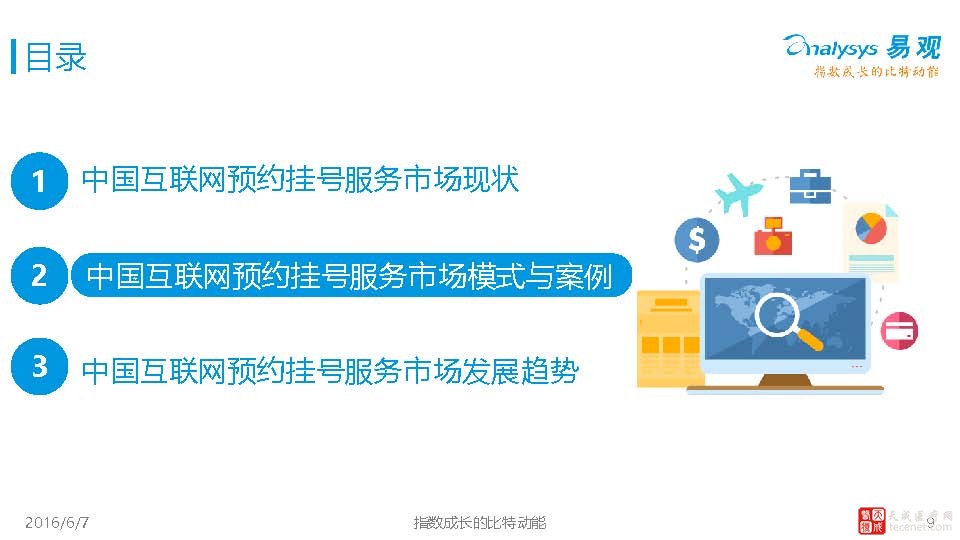 目录
analysys 易观
指数成长的比特动能
1 中国互联网预约挂号服务市场现状
2 中国互联网预约挂号服务市场模式与案例
3 中国互联网预约挂号服务市场发展趋势
$
2016/6/7
指数成长的比特动能
9
天成医疗网
tecenet.com